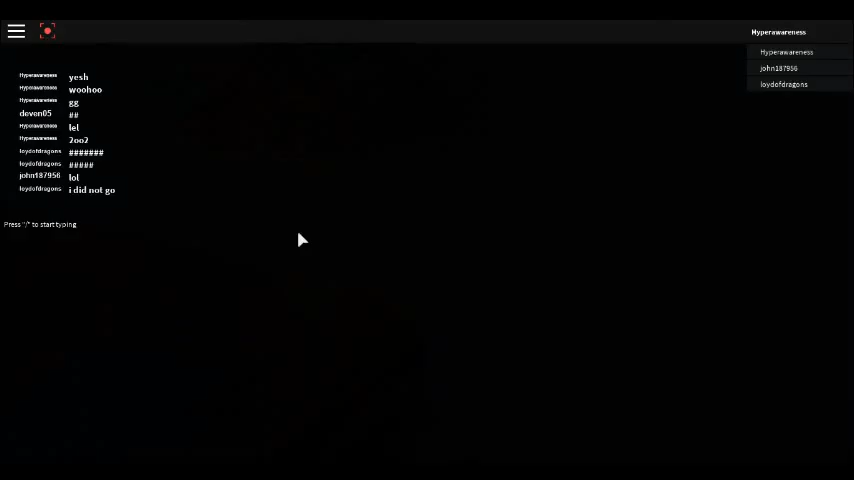 Hyperawareness
Hyperawareness
john187956
loydofdragons
Hyperawareness yesh
Hyperawareness woohoo
Hyperawareness gg
deven05 ##
Hyperawareness lel
Hyperawareness 2oo2
loydofdragons #######
loydofdragons #####
john187956 lol
loydofdragons i did not go
Press "/" to start typing